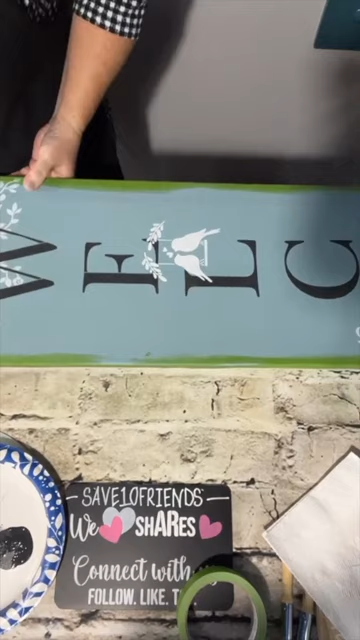 WELC
SAVE10FRIENDS
We shARes
Connect with
FOLLOW. LIKE. T